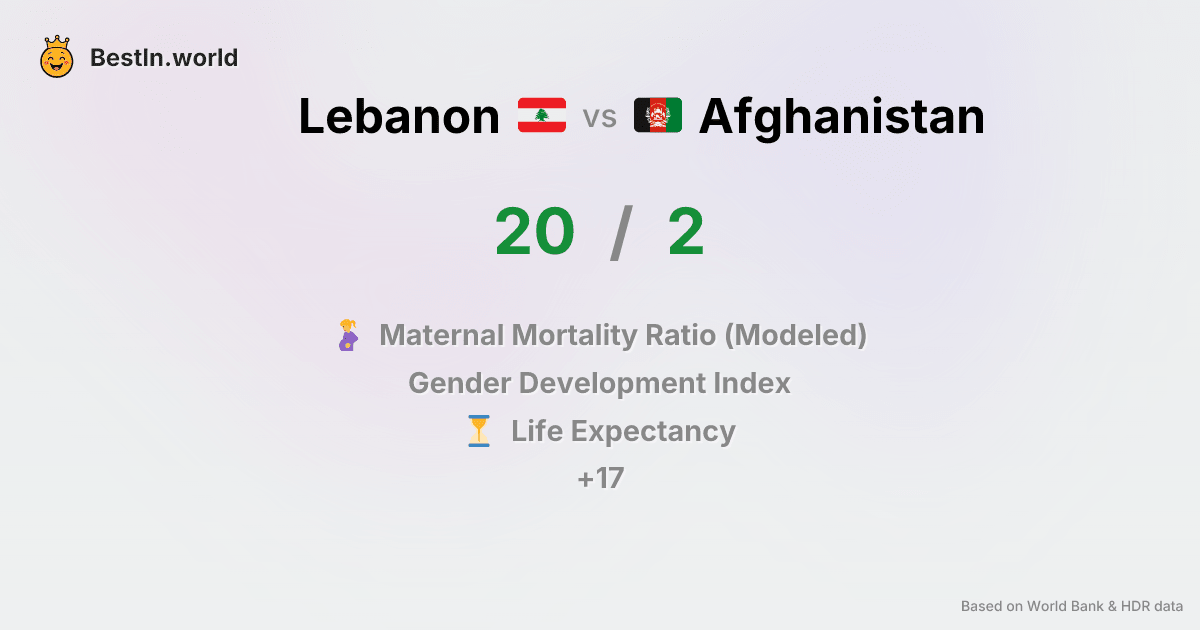 BestIn.world
Lebanon vs Afghanistan
20 / 2
Maternal Mortality Ratio (Modeled)
Gender Development Index
Life Expectancy
+17
Based on World Bank & HDR data